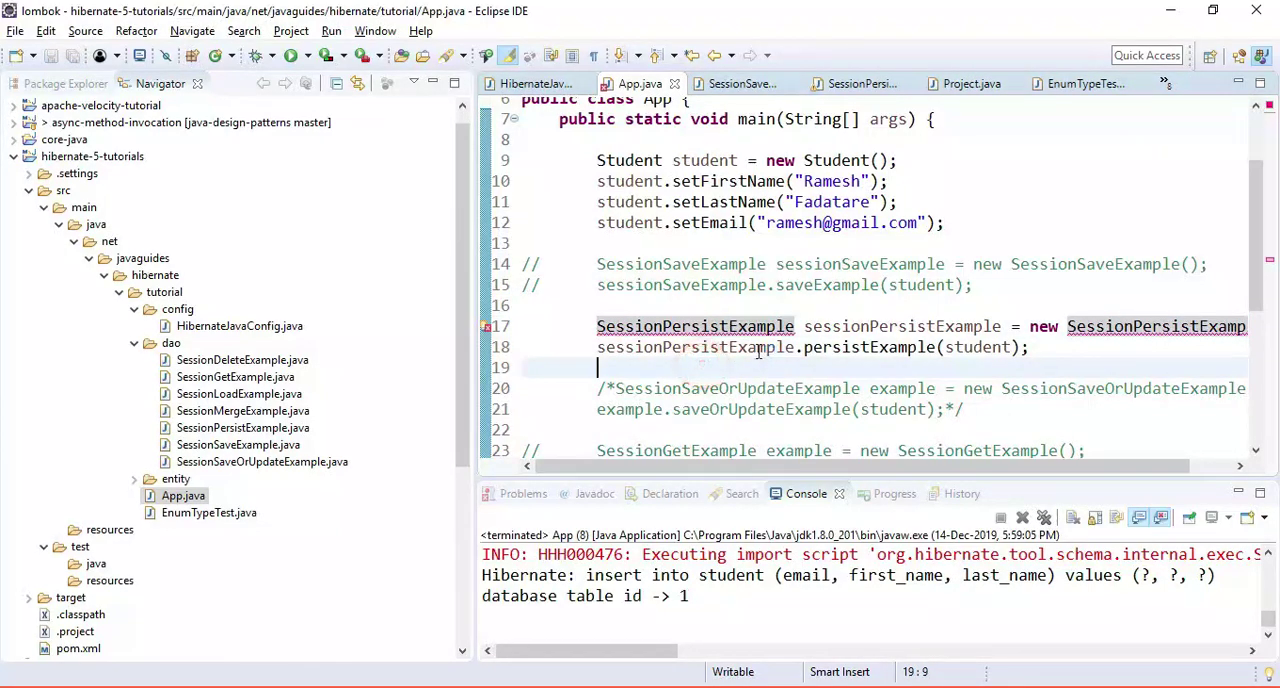 lombok - hibernate-5-tutorials/src/main/java/net/javaguides/hibernate/tutorial/App.java - Eclipse IDE
File Edit Source Refactor Navigate Search Project Run Window Help
Quick Access
Package Explorer Navigator
apache-velocity-tutorial
> async-method-invocation [java-design-patterns master]
core-java
hibernate-5-tutorials
.settings
src
main
java
net
javaguides
hibernate
tutorial
config
HibernateJavaConfig.java
dao
SessionDeleteExample.java
SessionGetExample.java
SessionLoadExample.java
SessionMergeExample.java
SessionPersistExample.java
SessionSaveExample.java
SessionSaveOrUpdateExample.java
entity
App.java
EnumTypeTest.java
resources
test
java
resources
target
.classpath
.project
pom.xml
HibernateJav... App.java SessionSave... SessionPersi... Project.java EnumTypeTes... »8
6 public class App {
7 public static void main(String[] args) {
8
9 Student student = new Student();
10 student.setFirstName("Ramesh");
11 student.setLastName("Fadatare");
12 student.setEmail("ramesh@gmail.com");
13
14 // SessionSaveExample sessionSaveExample = new SessionSaveExample();
15 // sessionSaveExample.saveExample(student);
16
17 SessionPersistExample sessionPersistExample = new SessionPersistExamp
18 sessionPersistExample.persistExample(student);
19
20 /*SessionSaveOrUpdateExample example = new SessionSaveOrUpdateExample
21 example.saveOrUpdateExample(student);*/
22
23 // SessionGetExample example = new SessionGetExample();
Problems Javadoc Declaration Search Console Progress History
<terminated> App (8) [Java Application] C:\Program Files\Java\jdk1.8.0_201\bin\javaw.exe (14-Dec-2019, 5:59:05 PM)
INFO: HHH000476: Executing import script 'org.hibernate.tool.schema.internal.exec.S
Hibernate: insert into student (email, first_name, last_name) values (?, ?, ?)
database table id -> 1
Writable Smart Insert 19 : 9